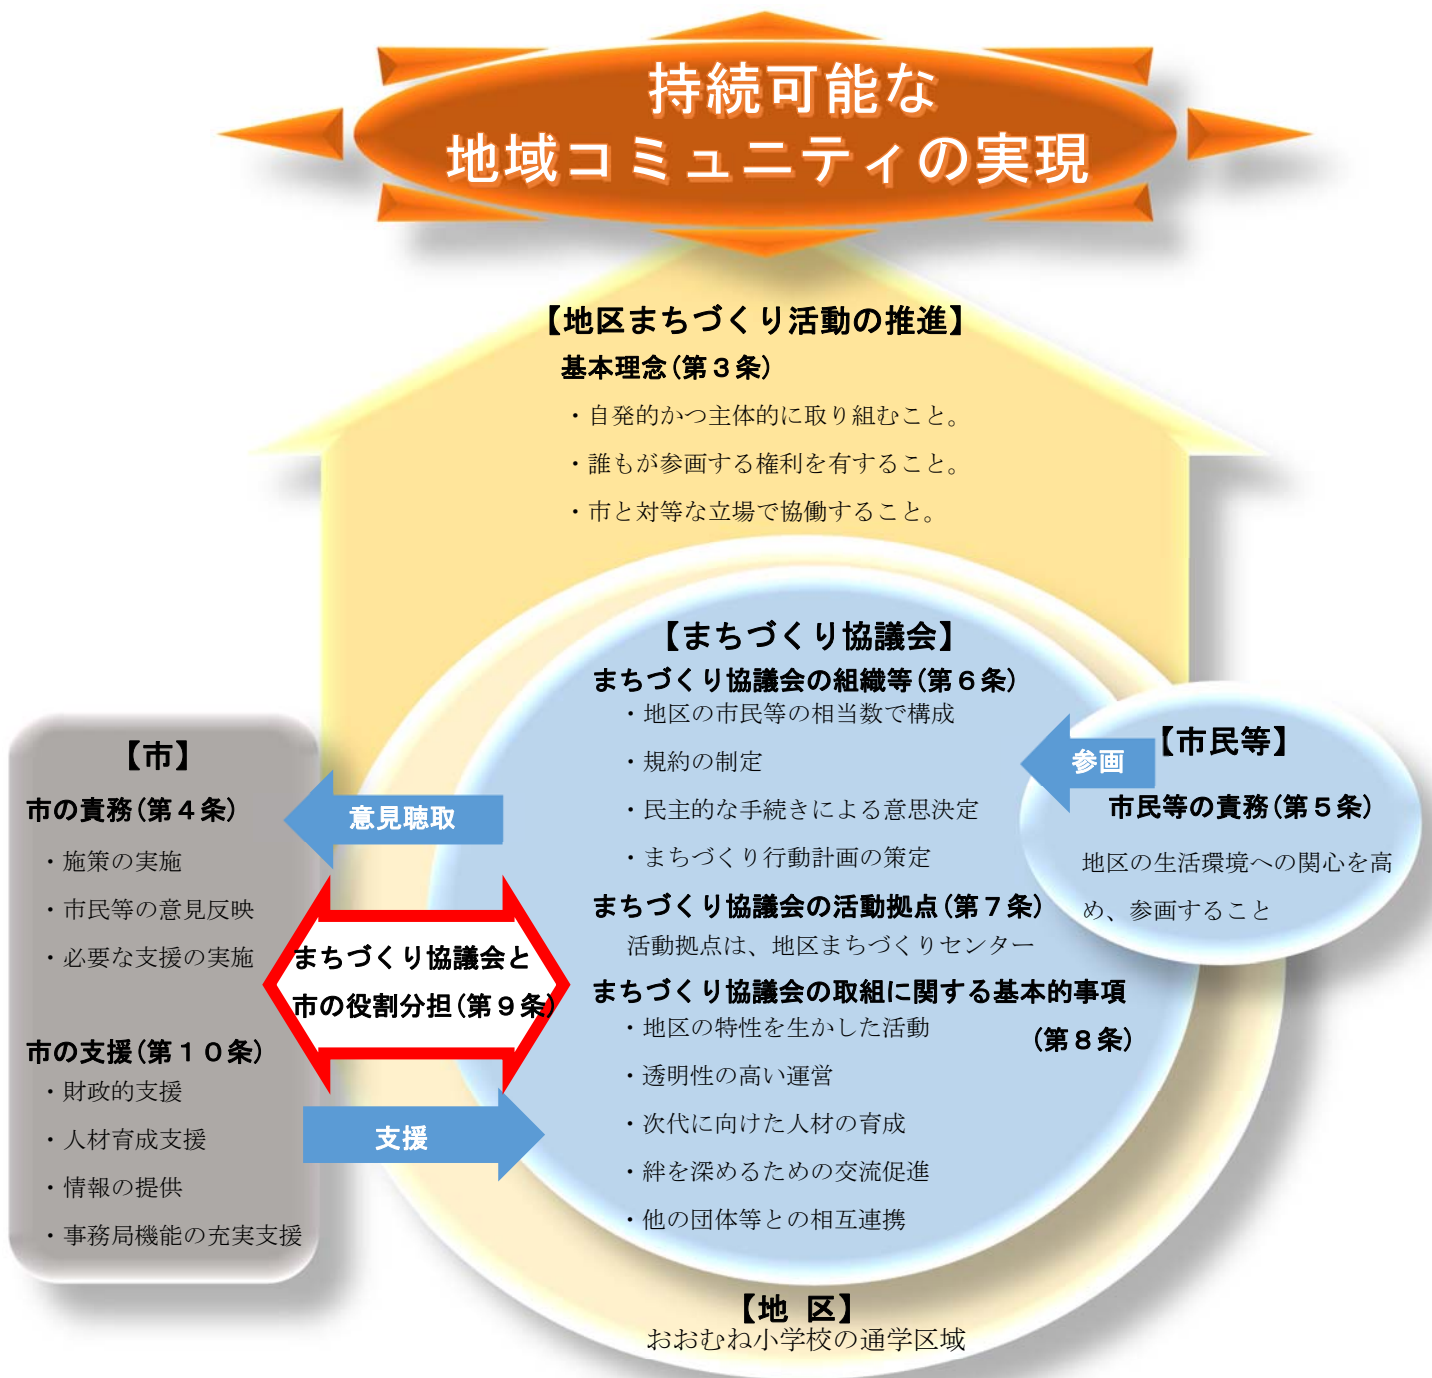 持続可能な
地域コミュニティの実現
【地区まちづくり活動の推進】
基本理念(第３条)
・自発的かつ主体的に取り組むこと。
・誰もが参画する権利を有すること。
・市と対等な立場で協働すること。
【まちづくり協議会】
まちづくり協議会の組織等(第６条)
・地区の市民等の相当数で構成
・規約の制定
・民主的な手続きによる意思決定
・まちづくり行動計画の策定
まちづくり協議会の活動拠点(第７条)
活動拠点は、地区まちづくりセンター
まちづくり協議会の取組に関する基本的事項
(第８条)
・地区の特性を生かした活動
・透明性の高い運営
・次代に向けた人材の育成
・絆を深めるための交流促進
・他の団体等との相互連携
参画
【市民等】
市民等の責務(第５条)
地区の生活環境への関心を高
め、参画すること
【市】
市の責務(第４条)
・施策の実施
・市民等の意見反映
・必要な支援の実施
市の支援(第１０条)
・財政的支援
・人材育成支援
・情報の提供
・事務局機能の充実支援
意見聴取
まちづくり協議会と
市の役割分担(第９条)
支援
【地 区】
おおむね小学校の通学区域